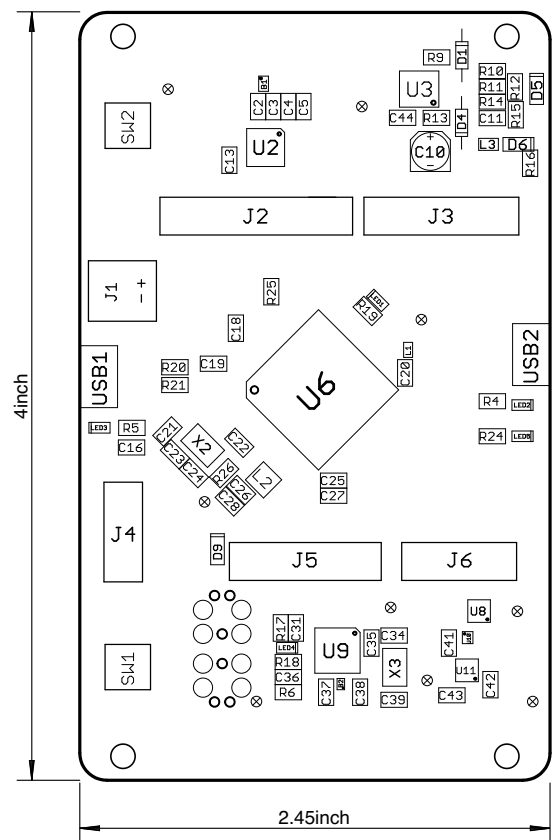 R9
D1
R10
R11
R14
C11
R12
R15
D5
U3
B1
C2
C3
C4
C5
C44
R13
D4
SW2
U2
C13
C10
+
−
L3
D6
R16
J2
J3
J1
- +
R25
LED1
R19
C18
L1
C20
USB1
USB2
R20
C19
R21
U6
4inch
R4
LED2
LED3
R5
C16
C21
X2
C22
R24
C23
C24
R26
C26
C28
L2
C25
C27
J4
D9
J5
J6
U8
R17
C31
LED4
R18
C36
R6
U9
C35
C34
X3
C41
U11
SW1
C37
C38
C39
C43
C42
2.45inch